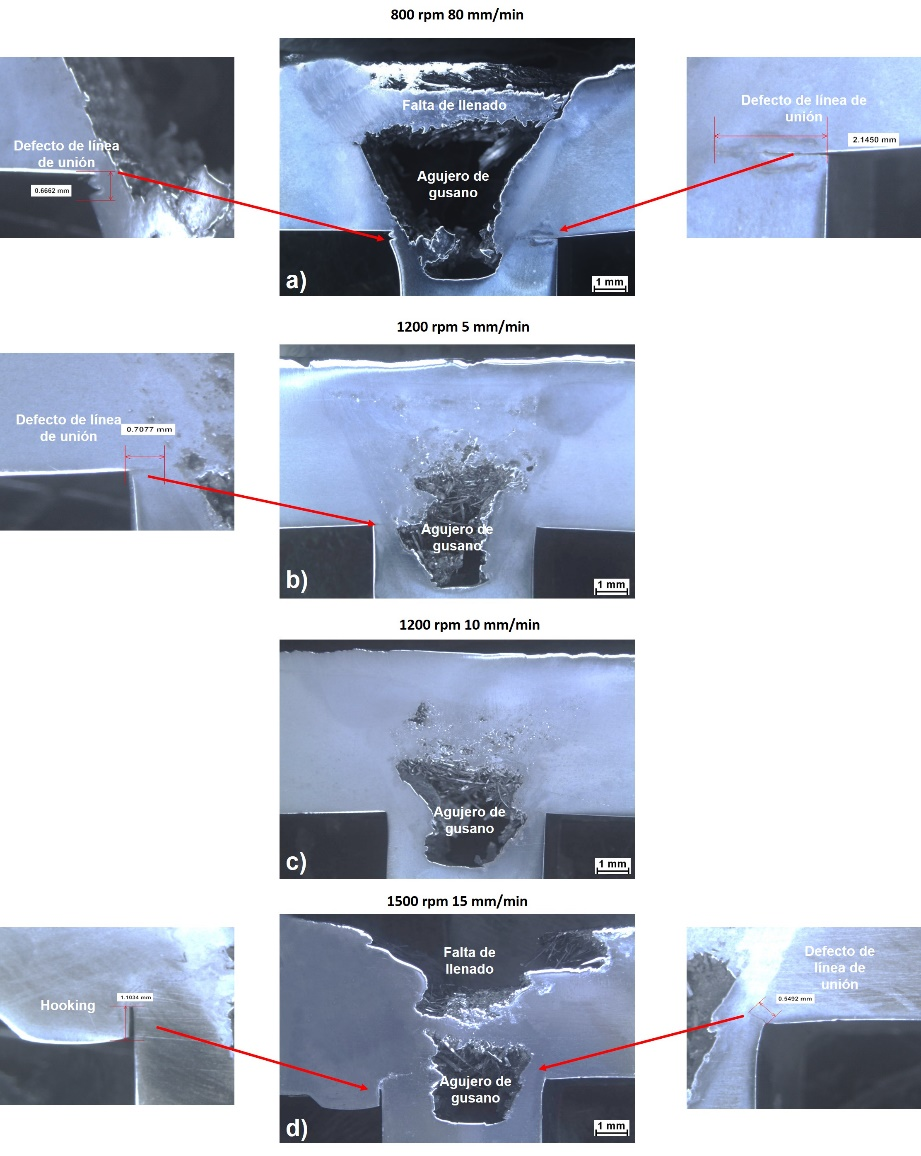 800 rpm 80 mm/min
Defecto de línea
de unión
0.6662 mm
Falta de llenado
Agujero de
gusano
a)
1 mm
Defecto de línea de
unión
2.1450 mm
1200 rpm 5 mm/min
Defecto de línea
de unión
0.7077 mm
Agujero de
gusano
b)
1 mm
1200 rpm 10 mm/min
Agujero de
gusano
c)
1 mm
1500 rpm 15 mm/min
Hooking
1.1034 mm
Falta de
llenado
Agujero de
gusano
d)
1 mm
Defecto de
línea de
unión
0.5492 mm